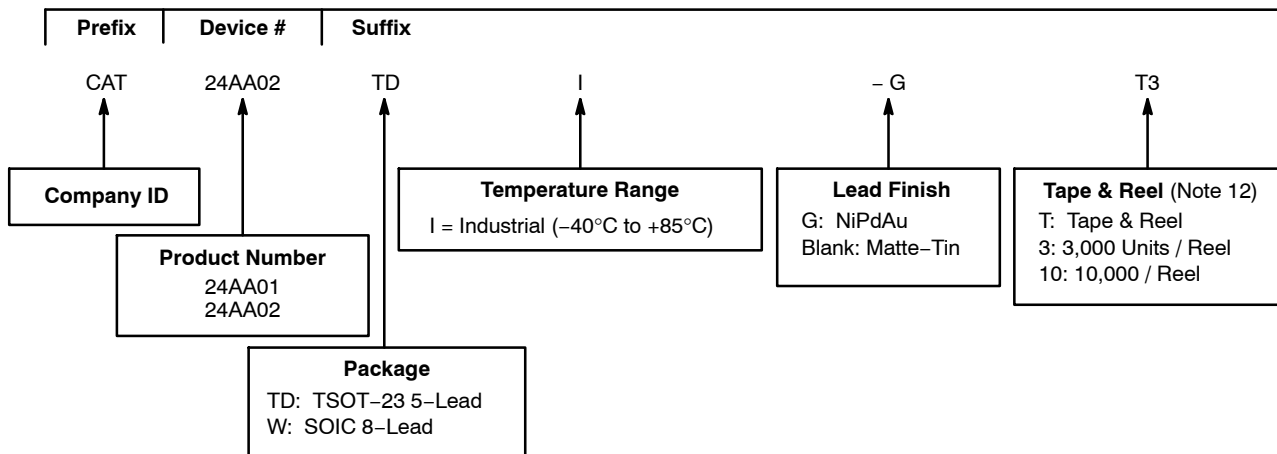 Prefix Device # Suffix
CAT 24AA02 TD I – G T3
Company ID
Product Number
24AA01
24AA02
Package
TD: TSOT–23 5–Lead
W: SOIC 8–Lead
Temperature Range
I = Industrial (–40°C to +85°C)
Lead Finish
G: NiPdAu
Blank: Matte–Tin
Tape & Reel (Note 12)
T: Tape & Reel
3: 3,000 Units / Reel
10: 10,000 / Reel